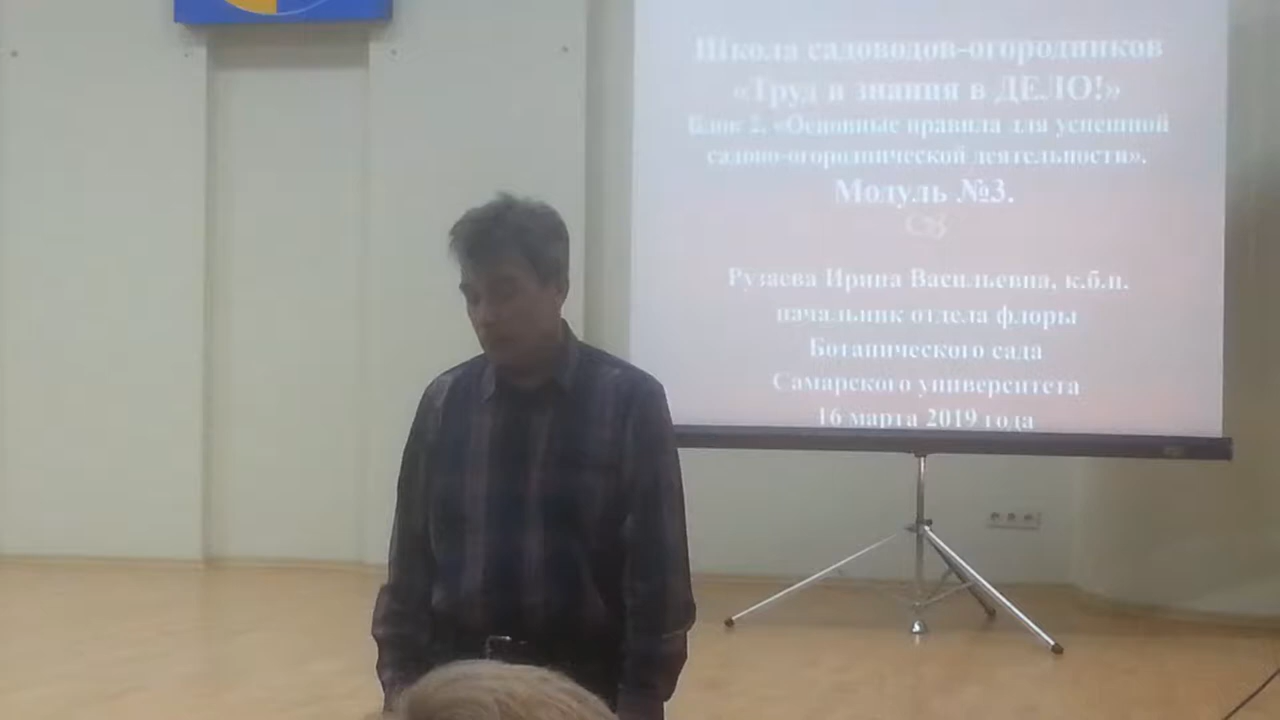 Школа садоводов-огородников
«Труд и знания в ДЕЛО!»
Блок 2. «Основные правила для успешной
садово-огороднической деятельности».
Модуль №3.
Рузаева Ирина Васильевна, к.б.н.
начальник отдела флоры
Ботанического сада
Самарского университета
16 марта 2019 года